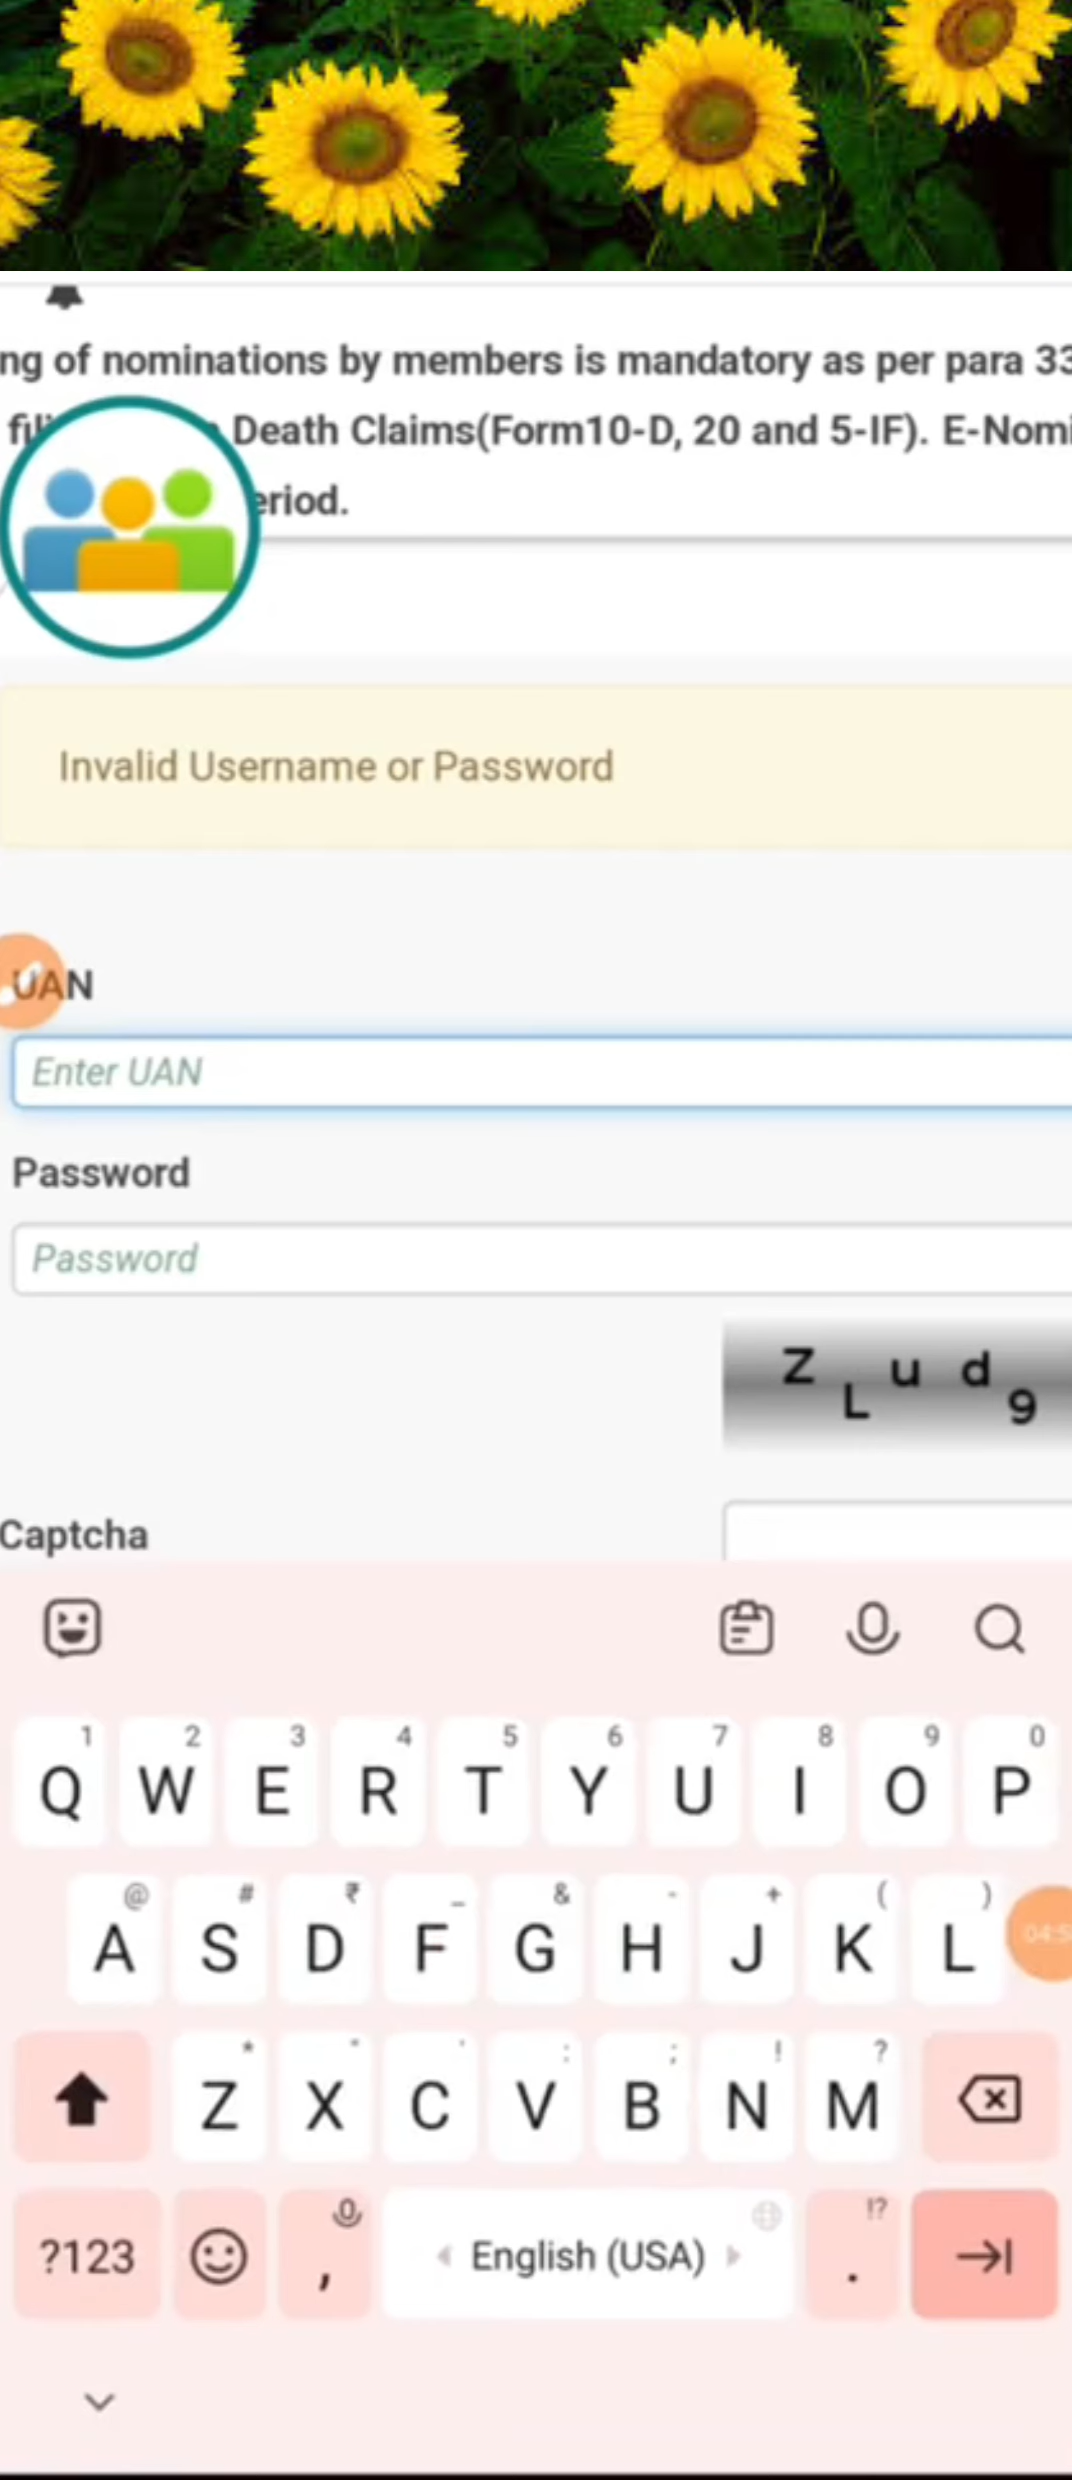 ng of nominations by members is mandatory as per para 33
Death Claims(Form10-D, 20 and 5-IF). E-Nomi
eriod.
Invalid Username or Password
UAN
Enter UAN
Password
Password
Z L u d 9
Captcha
1 2 3 4 5 6 7 8 9 0
Q W E R T Y U I O P
@ # ₹ _ & - + ( )
A S D F G H J K L
04:5
* " ' : ; ! ?
Z X C V B N M
!?
?123 , English (USA) .